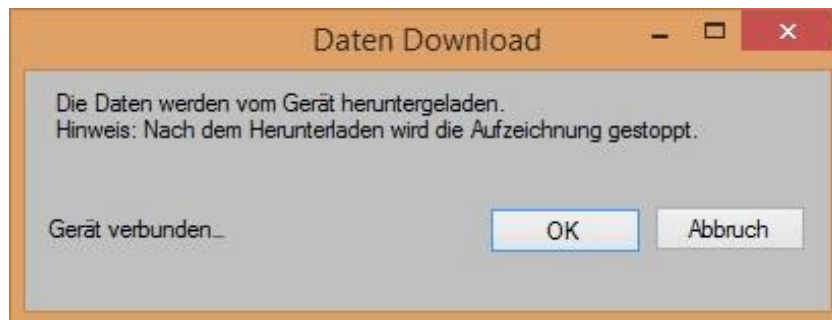 Daten Download
Die Daten werden vom Gerät heruntergeladen.
Hinweis: Nach dem Herunterladen wird die Aufzeichnung gestoppt.
Gerät verbunden...
OK
Abbruch